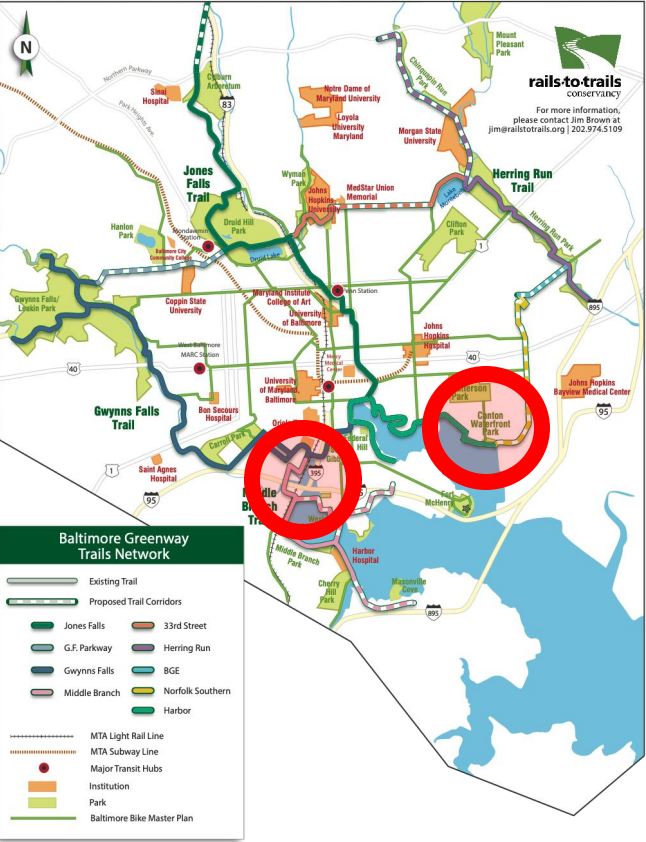 N
Northern Parkway
Park Heights Ave.
Sinai
Hospital
Cylburn
Arboretum
83
Notre Dame of
Maryland University
Loyola
University
Maryland
Chinquapin Run
Park
Mount
Pleasant
Park
Morgan State
University
rails-to-trails
conservancy
For more information,
please contact Jim Brown at
jim@railstotrails.org | 202.974.5109
Jones
Falls
Trail
Wyman
Park
Johns
Hopkins
University
MedStar Union
Memorial
Lake
Herring Run
Trail
Herring Run Park
Clifton
Park
1
Hanlon
Park
Mondawmin
Station
Baltimore City
Community College
Druid Hill
Park
Druid Lake
Gwynns Falls/
Leakin Park
Coppin State
University
Maryland Institute
College of Art
Penn Station
University
of Baltimore
895
West Baltimore
MARC Station
40
Mercy
Medical
Center
Johns
Hopkins
Hospital
40
University
of Maryland,
Baltimore
Johns Hopkins
Bayview Medical Center
95
Gwynns Falls
Trail
Bon Secours
Hospital
Park
Canton
Waterfront
Park
Carroll Park
Federal
Hill
1
Saint Agnes
Hospital
95
395
Fort
McHenry
Middle Branch
Park
Harbor
Hospital
Cherry
Hill
Park
Masonville
Cove
895
Baltimore Greenway
Trails Network
Existing Trail
Proposed Trail Corridors
Jones Falls
33rd Street
G.F. Parkway
Herring Run
Gwynns Falls
BGE
Middle Branch
Norfolk Southern
Harbor
MTA Light Rail Line
MTA Subway Line
Major Transit Hubs
Institution
Park
Baltimore Bike Master Plan